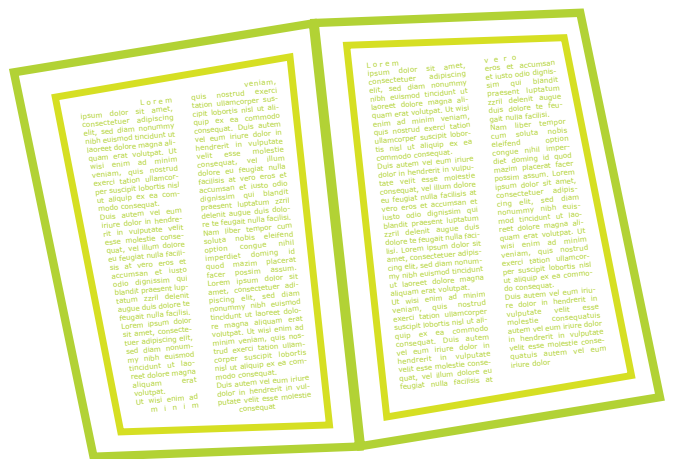 Lorem
ipsum dolor sit amet,
consectetuer adipiscing
elit, sed diam nonummy
nibh euismod tincidunt ut
laoreet dolore magna ali-
quam erat volutpat. Ut
wisi enim ad minim
veniam, quis nostrud
exerci tation ullamcor-
per suscipit lobortis nisl
ut aliquip ex ea com-
modo consequat.
Duis autem vel eum
iriure dolor in hendre-
rit in vulputate velit
esse molestie conse-
quat, vel illum dolore
eu feugiat nulla facili-
sis at vero eros et
accumsan et iusto
odio dignissim qui
blandit praesent lup-
tatum zzril delenit
augue duis dolore te
feugait nulla facilisi.
Lorem ipsum dolor
sit amet, consecte-
tuer adipiscing elit,
sed diam nonum-
my nibh euismod
tincidunt ut lao-
reet dolore magna
aliquam erat
volutpat.
Ut wisi enim ad
minim
veniam,
quis nostrud exerci
tation ullamcorper sus-
cipit lobortis nisl ut ali-
quip ex ea commodo
consequat. Duis autem
vel eum iriure dolor in
hendrerit in vulputate
velit esse molestie
consequat, vel illum
dolore eu feugiat nulla
facilisis at vero eros et
accumsan et iusto odio
dignissim qui blandit
praesent luptatum zzril
delenit augue duis dolo-
re te feugait nulla facilisi.
Nam liber tempor cum
soluta nobis eleifend
option congue nihil
imperdiet doming id
quod mazim placerat
facer possim assum.
Lorem ipsum dolor sit
amet, consectetuer adi-
piscing elit, sed diam
nonummy nibh euismod
tincidunt ut laoreet dolo-
re magna aliquam erat
volutpat. Ut wisi enim ad
minim veniam, quis nos-
trud exerci tation ullam-
corper suscipit lobortis
nisl ut aliquip ex ea com-
modo consequat.
Duis autem vel eum iriure
dolor in hendrerit in vul-
putate velit esse molestie
consequat
Lorem
ipsum dolor sit amet,
consectetuer adipiscing
elit, sed diam nonummy
nibh euismod tincidunt ut
laoreet dolore magna ali-
quam erat volutpat. Ut wisi
enim ad minim veniam,
quis nostrud exerci tation
ullamcorper suscipit lobor-
tis nisl ut aliquip ex ea
commodo consequat.
Duis autem vel eum iriure
dolor in hendrerit in vulpu-
tate velit esse molestie
consequat, vel illum dolore
eu feugiat nulla facilisis at
vero eros et accumsan et
iusto odio dignissim qui
blandit praesent luptatum
zzril delenit augue duis
dolore te feugait nulla faci-
lisi. Lorem ipsum dolor sit
amet, consectetuer adipis-
cing elit, sed diam nonum-
my nibh euismod tincidunt
ut laoreet dolore magna
aliquam erat volutpat.
Ut wisi enim ad minim
veniam, quis nostrud
exerci tation ullamcorper
suscipit lobortis nisl ut ali-
quip ex ea commodo
consequat. Duis autem
vel eum iriure dolor in
hendrerit in vulputate
velit esse molestie conse-
quat, vel illum dolore eu
feugiat nulla facilisis at
vero
eros et accumsan
et iusto odio dignis-
sim qui blandit
praesent luptatum
zzril delenit augue
duis dolore te feu-
gait nulla facilisi.
Nam liber tempor
cum soluta nobis
eleifend option
congue nihil imper-
diet doming id quod
mazim placerat facer
possim assum. Lorem
ipsum dolor sit amet,
consectetuer adipis-
cing elit, sed diam
nonummy nibh euis-
mod tincidunt ut lao-
reet dolore magna ali-
quam erat volutpat. Ut
wisi enim ad minim
veniam, quis nostrud
exerci tation ullamcor-
per suscipit lobortis nisl
ut aliquip ex ea commo-
do consequat.
Duis autem vel eum iriu-
re dolor in hendrerit in
vulputate velit esse
molestie consequatuis
autem vel eum iriure dolor
in hendrerit in vulputate
velit esse molestie conse-
quatuis autem vel eum
iriure dolor